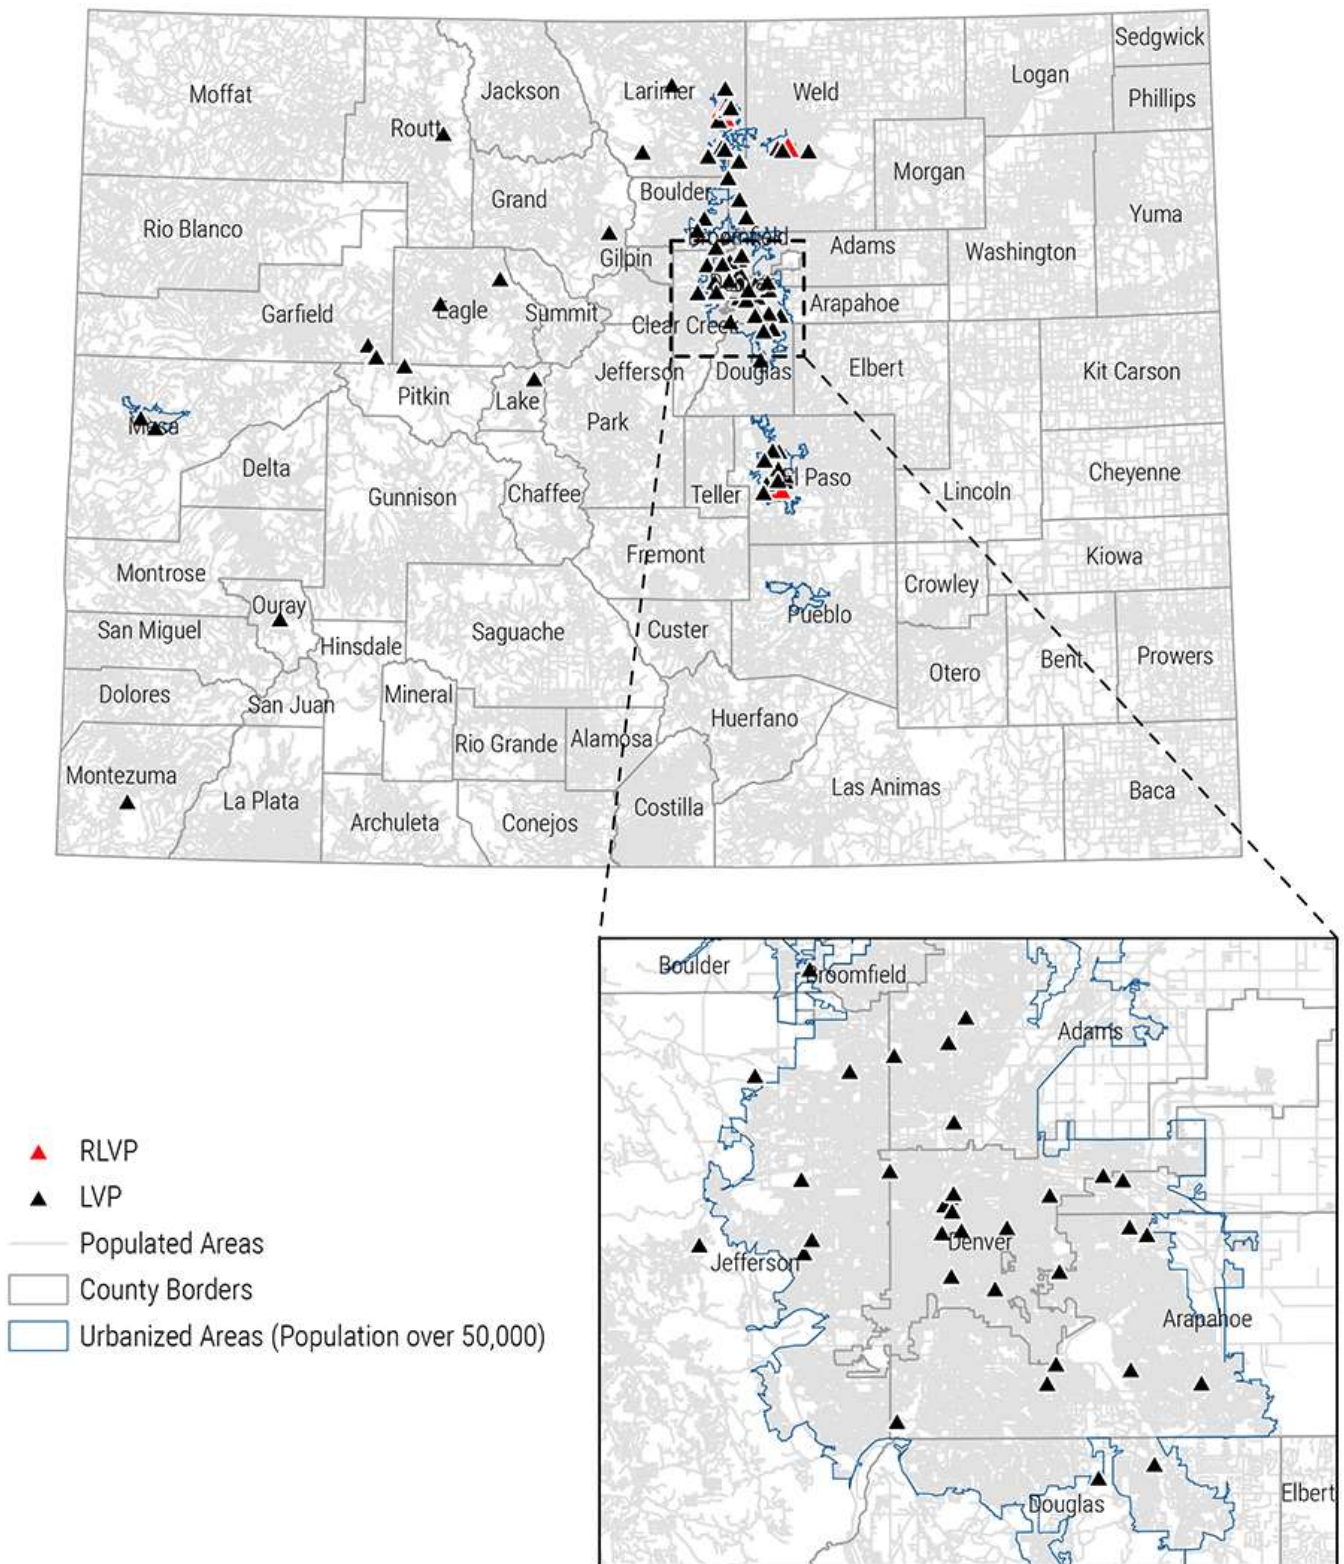 Sedgwick
Logan
Moffat
Jackson
Larimer
Weld
Phillips
Routt
Morgan
Boulder
Grand
Yuma
Rio Blanco
Broomfield
Adams
Washington
Gilpin
Garfield
Eagle
Summit
Arapahoe
Clear Creek
Jefferson
Douglas
Elbert
Kit Carson
Pitkin
Lake
Park
Mesa
Delta
Gunnison
Chaffee
Teller
El Paso
Lincoln
Cheyenne
Fremont
Kiowa
Montrose
Crowley
Ouray
Pueblo
San Miguel
Hinsdale
Saguache
Custer
Bent
Prowers
Otero
Dolores
San Juan
Mineral
Huerfano
Rio Grande
Alamosa
Montezuma
La Plata
Las Animas
Baca
Archuleta
Conejos
Costilla
Boulder
Broomfield
Adams
Denver
Jefferson
Arapahoe
Elbert
Douglas
RLVP
LVP
Populated Areas
County Borders
Urbanized Areas (Population over 50,000)